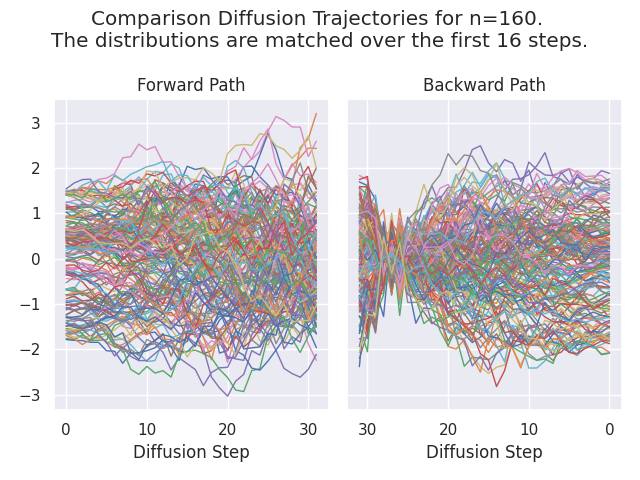 Comparison Diffusion Trajectories for n=160.
The distributions are matched over the first 16 steps.
Forward Path
Backward Path
3
2
1
0
−1
−2
−3
0 10 20 30
30 20 10 0
Diffusion Step
Diffusion Step